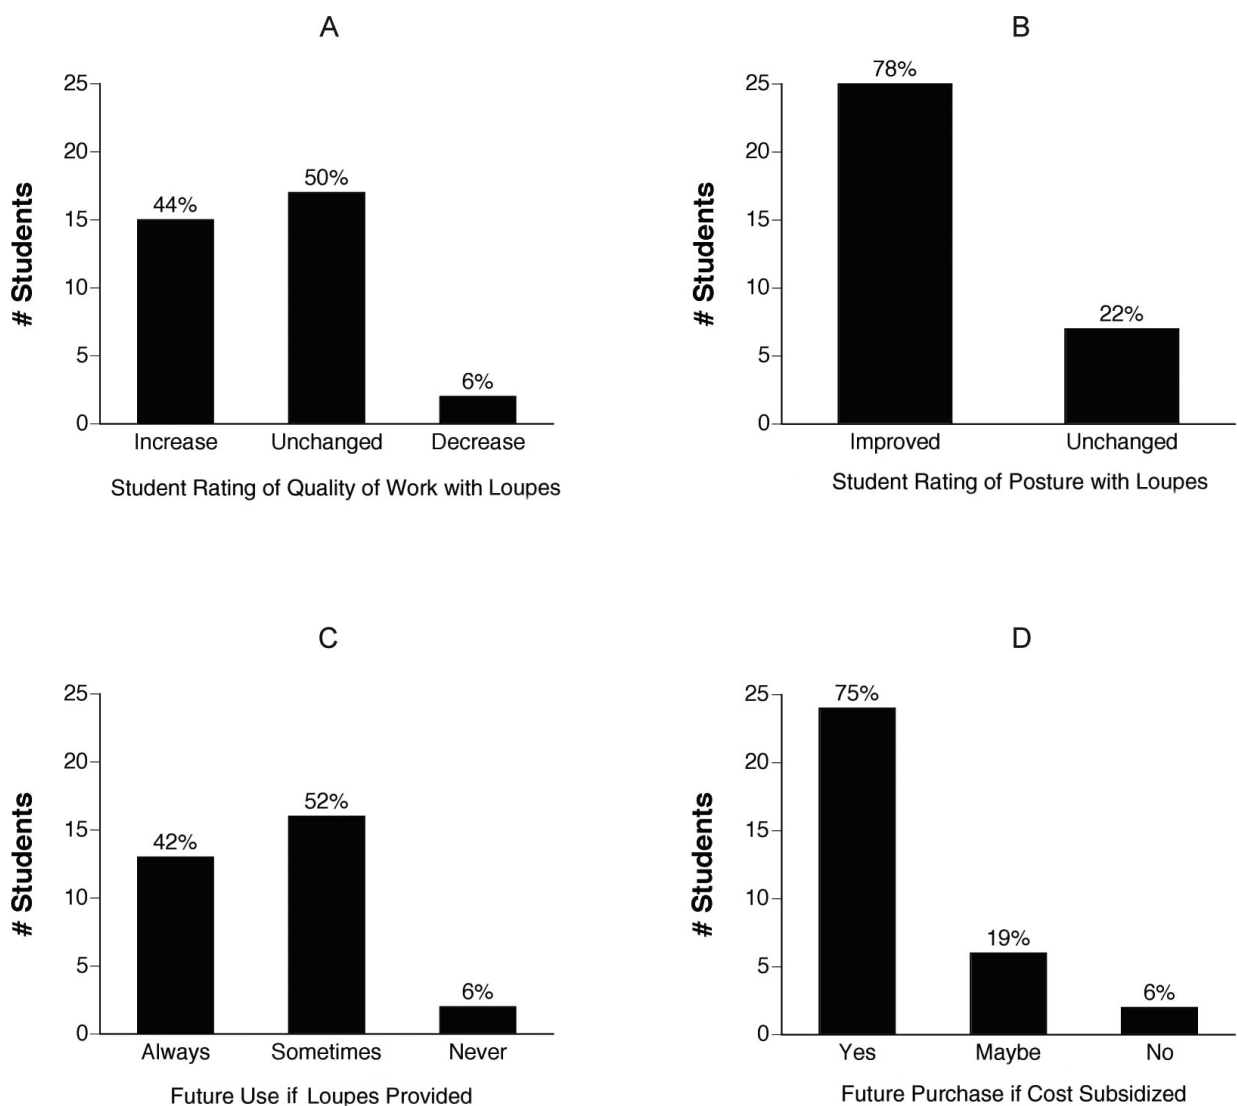 A
# Students
25
20
15
10
5
0
44%
50%
6%
Increase Unchanged Decrease
Student Rating of Quality of Work with Loupes
B
# Students
25
20
15
10
5
0
78%
22%
Improved Unchanged
Student Rating of Posture with Loupes
C
# Students
25
20
15
10
5
0
42%
52%
6%
Always Sometimes Never
Future Use if Loupes Provided
D
# Students
25
20
15
10
5
0
75%
19%
6%
Yes Maybe No
Future Purchase if Cost Subsidized